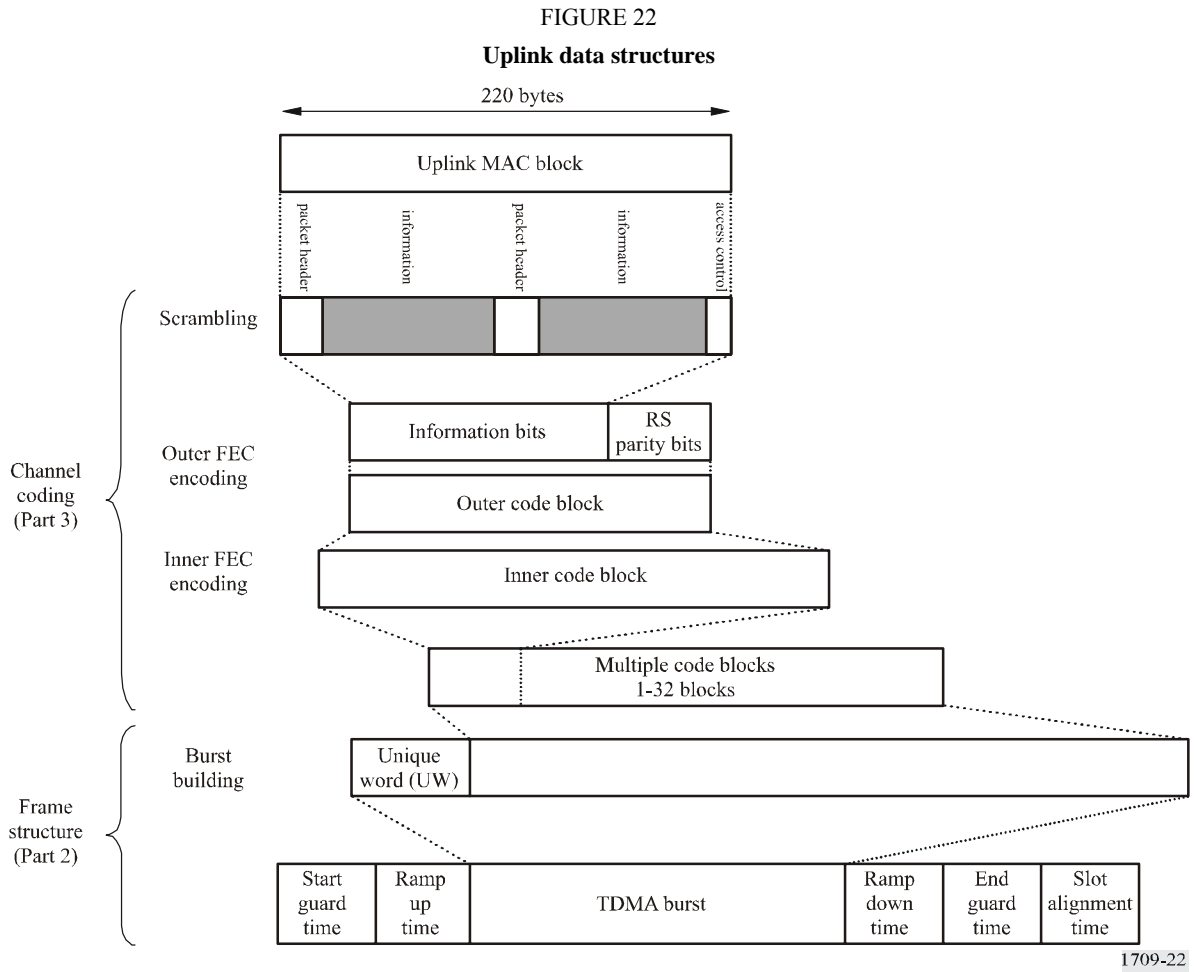 FIGURE 22
Uplink data structures
220 bytes
Uplink MAC block
packet header
information
packet header
information
access control
Scrambling
Information bits
RS
parity bits
Outer FEC
encoding
Outer code block
Channel
coding
(Part 3)
Inner FEC
encoding
Inner code block
Multiple code blocks
1-32 blocks
Burst
building
Unique
word (UW)
Frame
structure
(Part 2)
Start
guard
time
Ramp
up
time
TDMA burst
Ramp
down
time
End
guard
time
Slot
alignment
time
1709-22